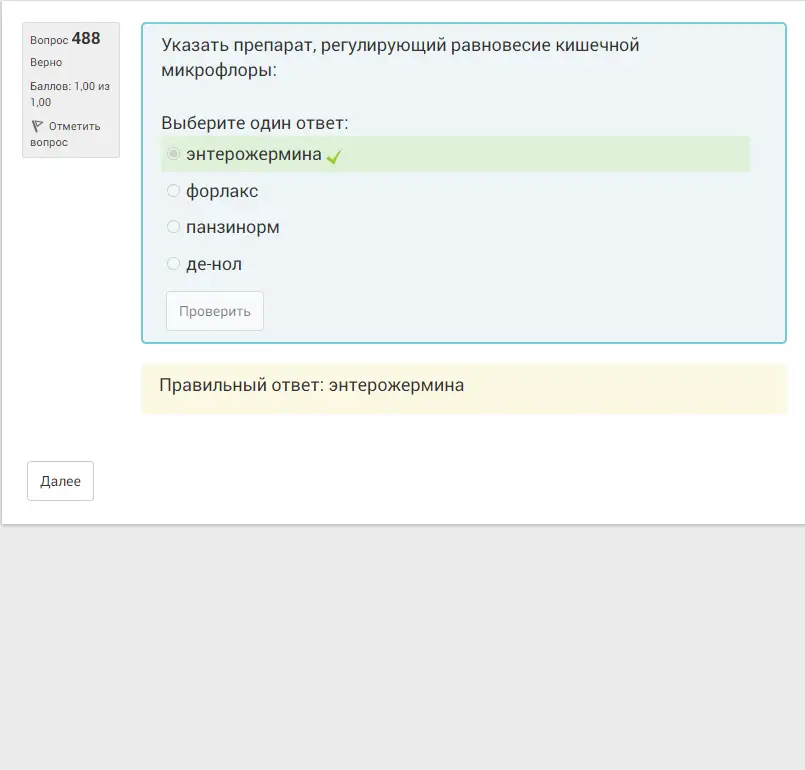 Вопрос 488
Верно
Баллов: 1,00 из
1,00
Отметить
вопрос
Указать препарат, регулирующий равновесие кишечной
микрофлоры:
Выберите один ответ:
энтерожермина
форлакс
панзинорм
де-нол
Проверить
Правильный ответ: энтерожермина
Далее